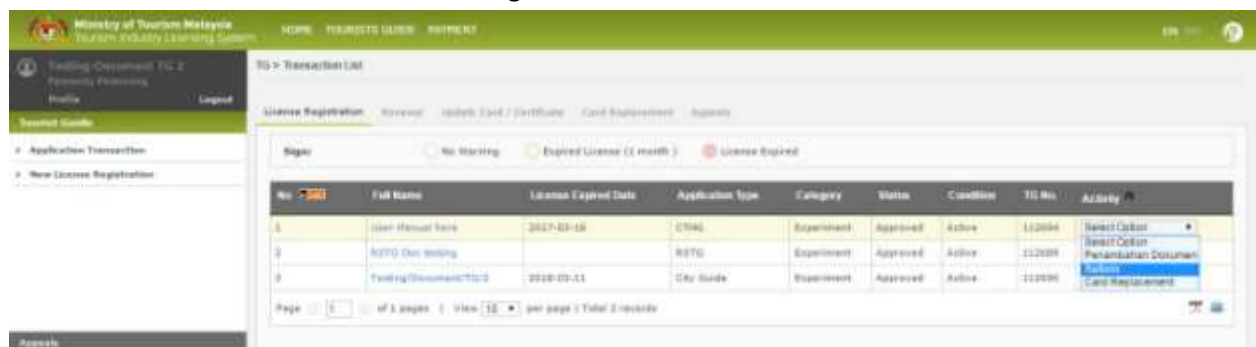 Ministry of Tourism Malaysia
Tourism Industry Licensing System
HOME TOURISTS GUIDE PAYMENT
EN
Testing Document TG 2
Profile Logout
Tourist Guide
Application Transaction
New License Registration
Appeals
TG > Transaction List
License Registration Renewal Update Card / Certificate Card Replacement Appeals
Sign: No Warning Expired License (1 month ) License Expired
No Full Name License Expired Date Application Type Category Status Condition TG No. Activity
1 User Manual 2017-03-16 Experiment Approved Active Select Option
Select Option
2 RSTG Doc testing RSTG Experiment Approved Active Penambahan Dokumen
3 Testing/Document/TG/2 2018-03-11 City Guide Experiment Approved Active Card Replacement
Page 1 of 1 pages | View 10 per page | Total 3 records